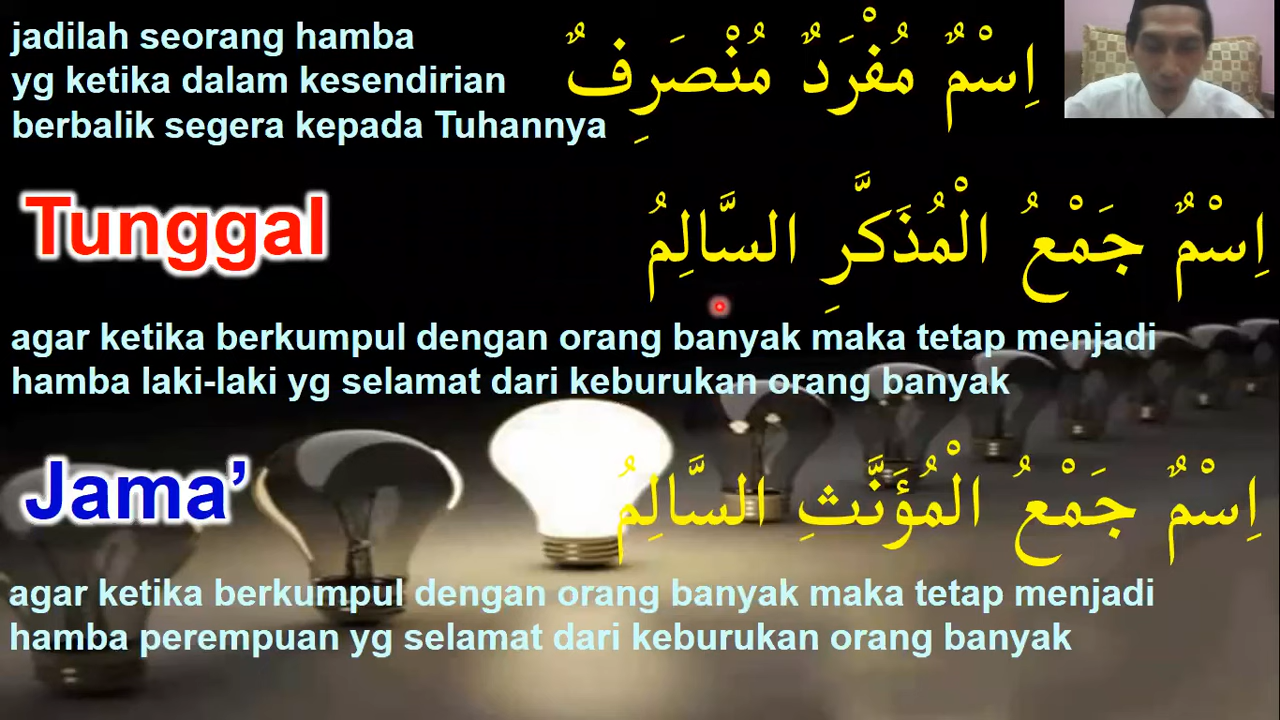 jadilah seorang hamba
yg ketika dalam kesendirian
berbalik segera kepada Tuhannya
اِسْمٌ مُفْرَدٌ مُنْصَرِفٌ
Tunggal
اِسْمٌ جَمْعُ الْمُذَكَّرِ السَّالِمُ
agar ketika berkumpul dengan orang banyak maka tetap menjadi
hamba laki-laki yg selamat dari keburukan orang banyak
Jama’
اِسْمٌ جَمْعُ الْمُؤَنَّثِ السَّالِمُ
agar ketika berkumpul dengan orang banyak maka tetap menjadi
hamba perempuan yg selamat dari keburukan orang banyak